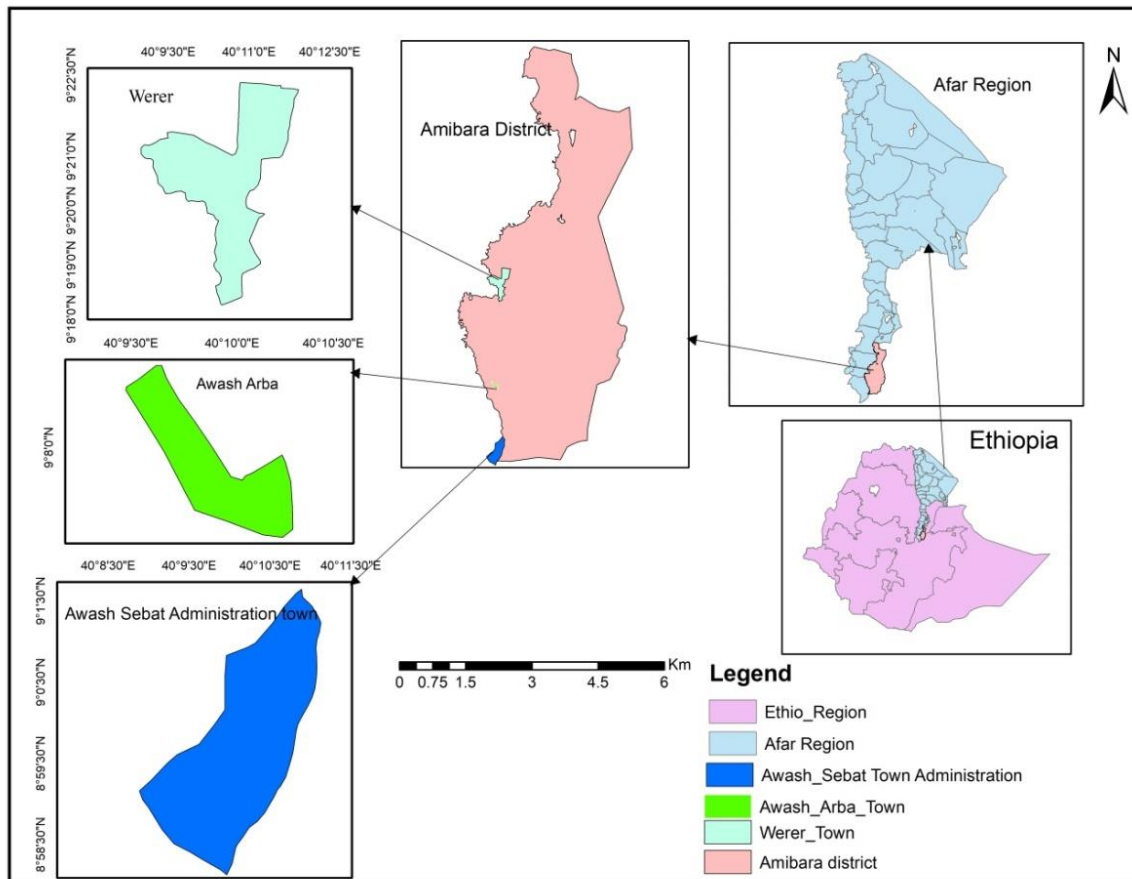 40°9'30"E 40°11'0"E 40°12'30"E
9°22'30"N
9°21'0"N
9°20'0"N
9°19'0"N
9°18'0"N
Werer
Amibara District
Afar Region
N
40°9'30"E 40°10'0"E 40°10'30"E
9°8'0"N
Awash Arba
Ethiopia
40°8'30"E 40°9'30"E 40°10'30"E 40°11'30"E
9°1'30"N
9°0'30"N
8°59'30"N
8°58'30"N
Awash Sebat Administration town
Km
0 0.75 1.5 3 4.5 6
Legend
Ethio_Region
Afar Region
Awash_Sebat Town Administration
Awash_Arba_Town
Werer_Town
Amibara district